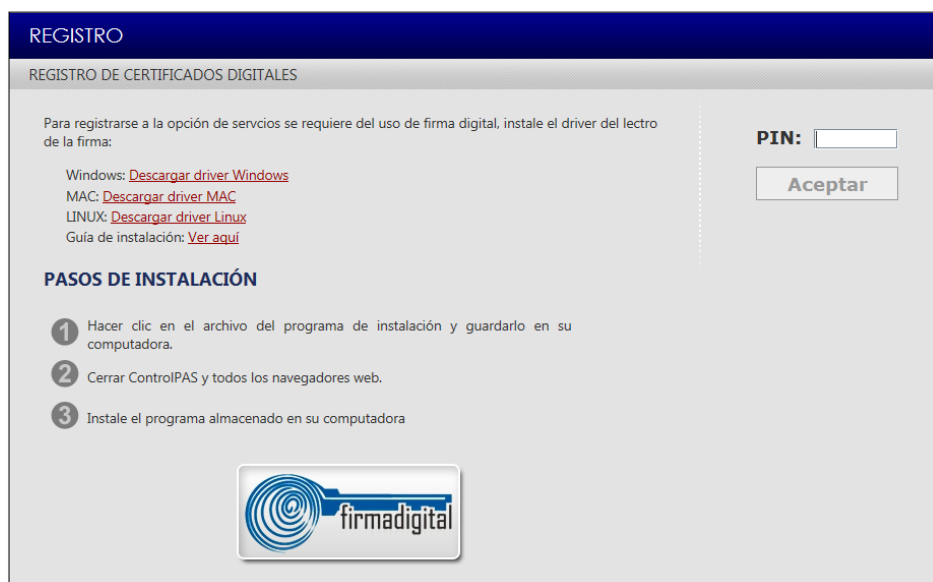 REGISTRO
REGISTRO DE CERTIFICADOS DIGITALES
Para registrarse a la opción de servcios se requiere del uso de firma digital, instale el driver del lectro
de la firma:
Windows: Descargar driver Windows
MAC: Descargar driver MAC
LINUX: Descargar driver Linux
Guía de instalación: Ver aquí
PIN:
Aceptar
PASOS DE INSTALACIÓN
1 Hacer clic en el archivo del programa de instalación y guardarlo en su
computadora.
2 Cerrar ControlPAS y todos los navegadores web.
3 Instale el programa almacenado en su computadora
firmadigital